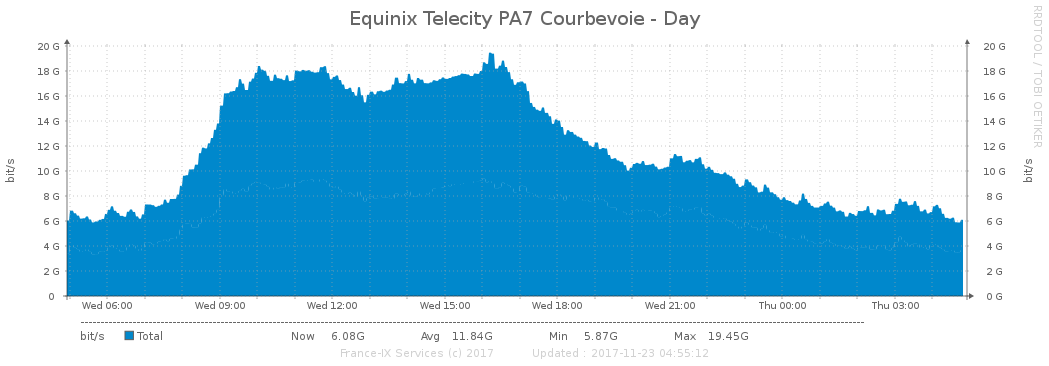 Equinix Telecity PA7 Courbevoie - Day
RRDTOOL / TOBI OETIKER
bit/s
20 G 20 G
18 G 18 G
16 G 16 G
14 G 14 G
12 G 12 G
10 G 10 G
8 G 8 G
6 G 6 G
4 G 4 G
2 G 2 G
0 0 G
bit/s
Wed 06:00 Wed 09:00 Wed 12:00 Wed 15:00 Wed 18:00 Wed 21:00 Thu 00:00 Thu 03:00
bit/s Total Now 6.08G Avg 11.84G Min 5.87G Max 19.45G
France-IX Services (c) 2017 Updated : 2017-11-23 04:55:12